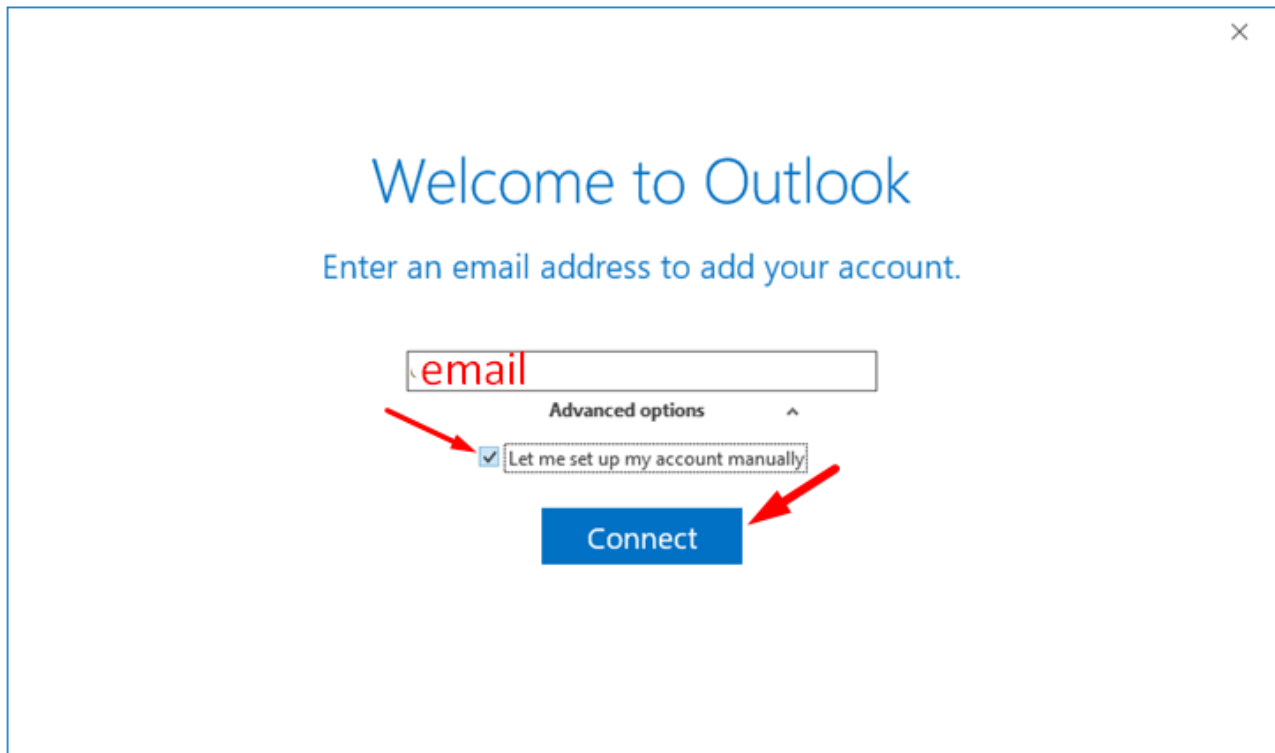 Welcome to Outlook
Enter an email address to add your account.
email
Advanced options
Let me set up my account manually
Connect